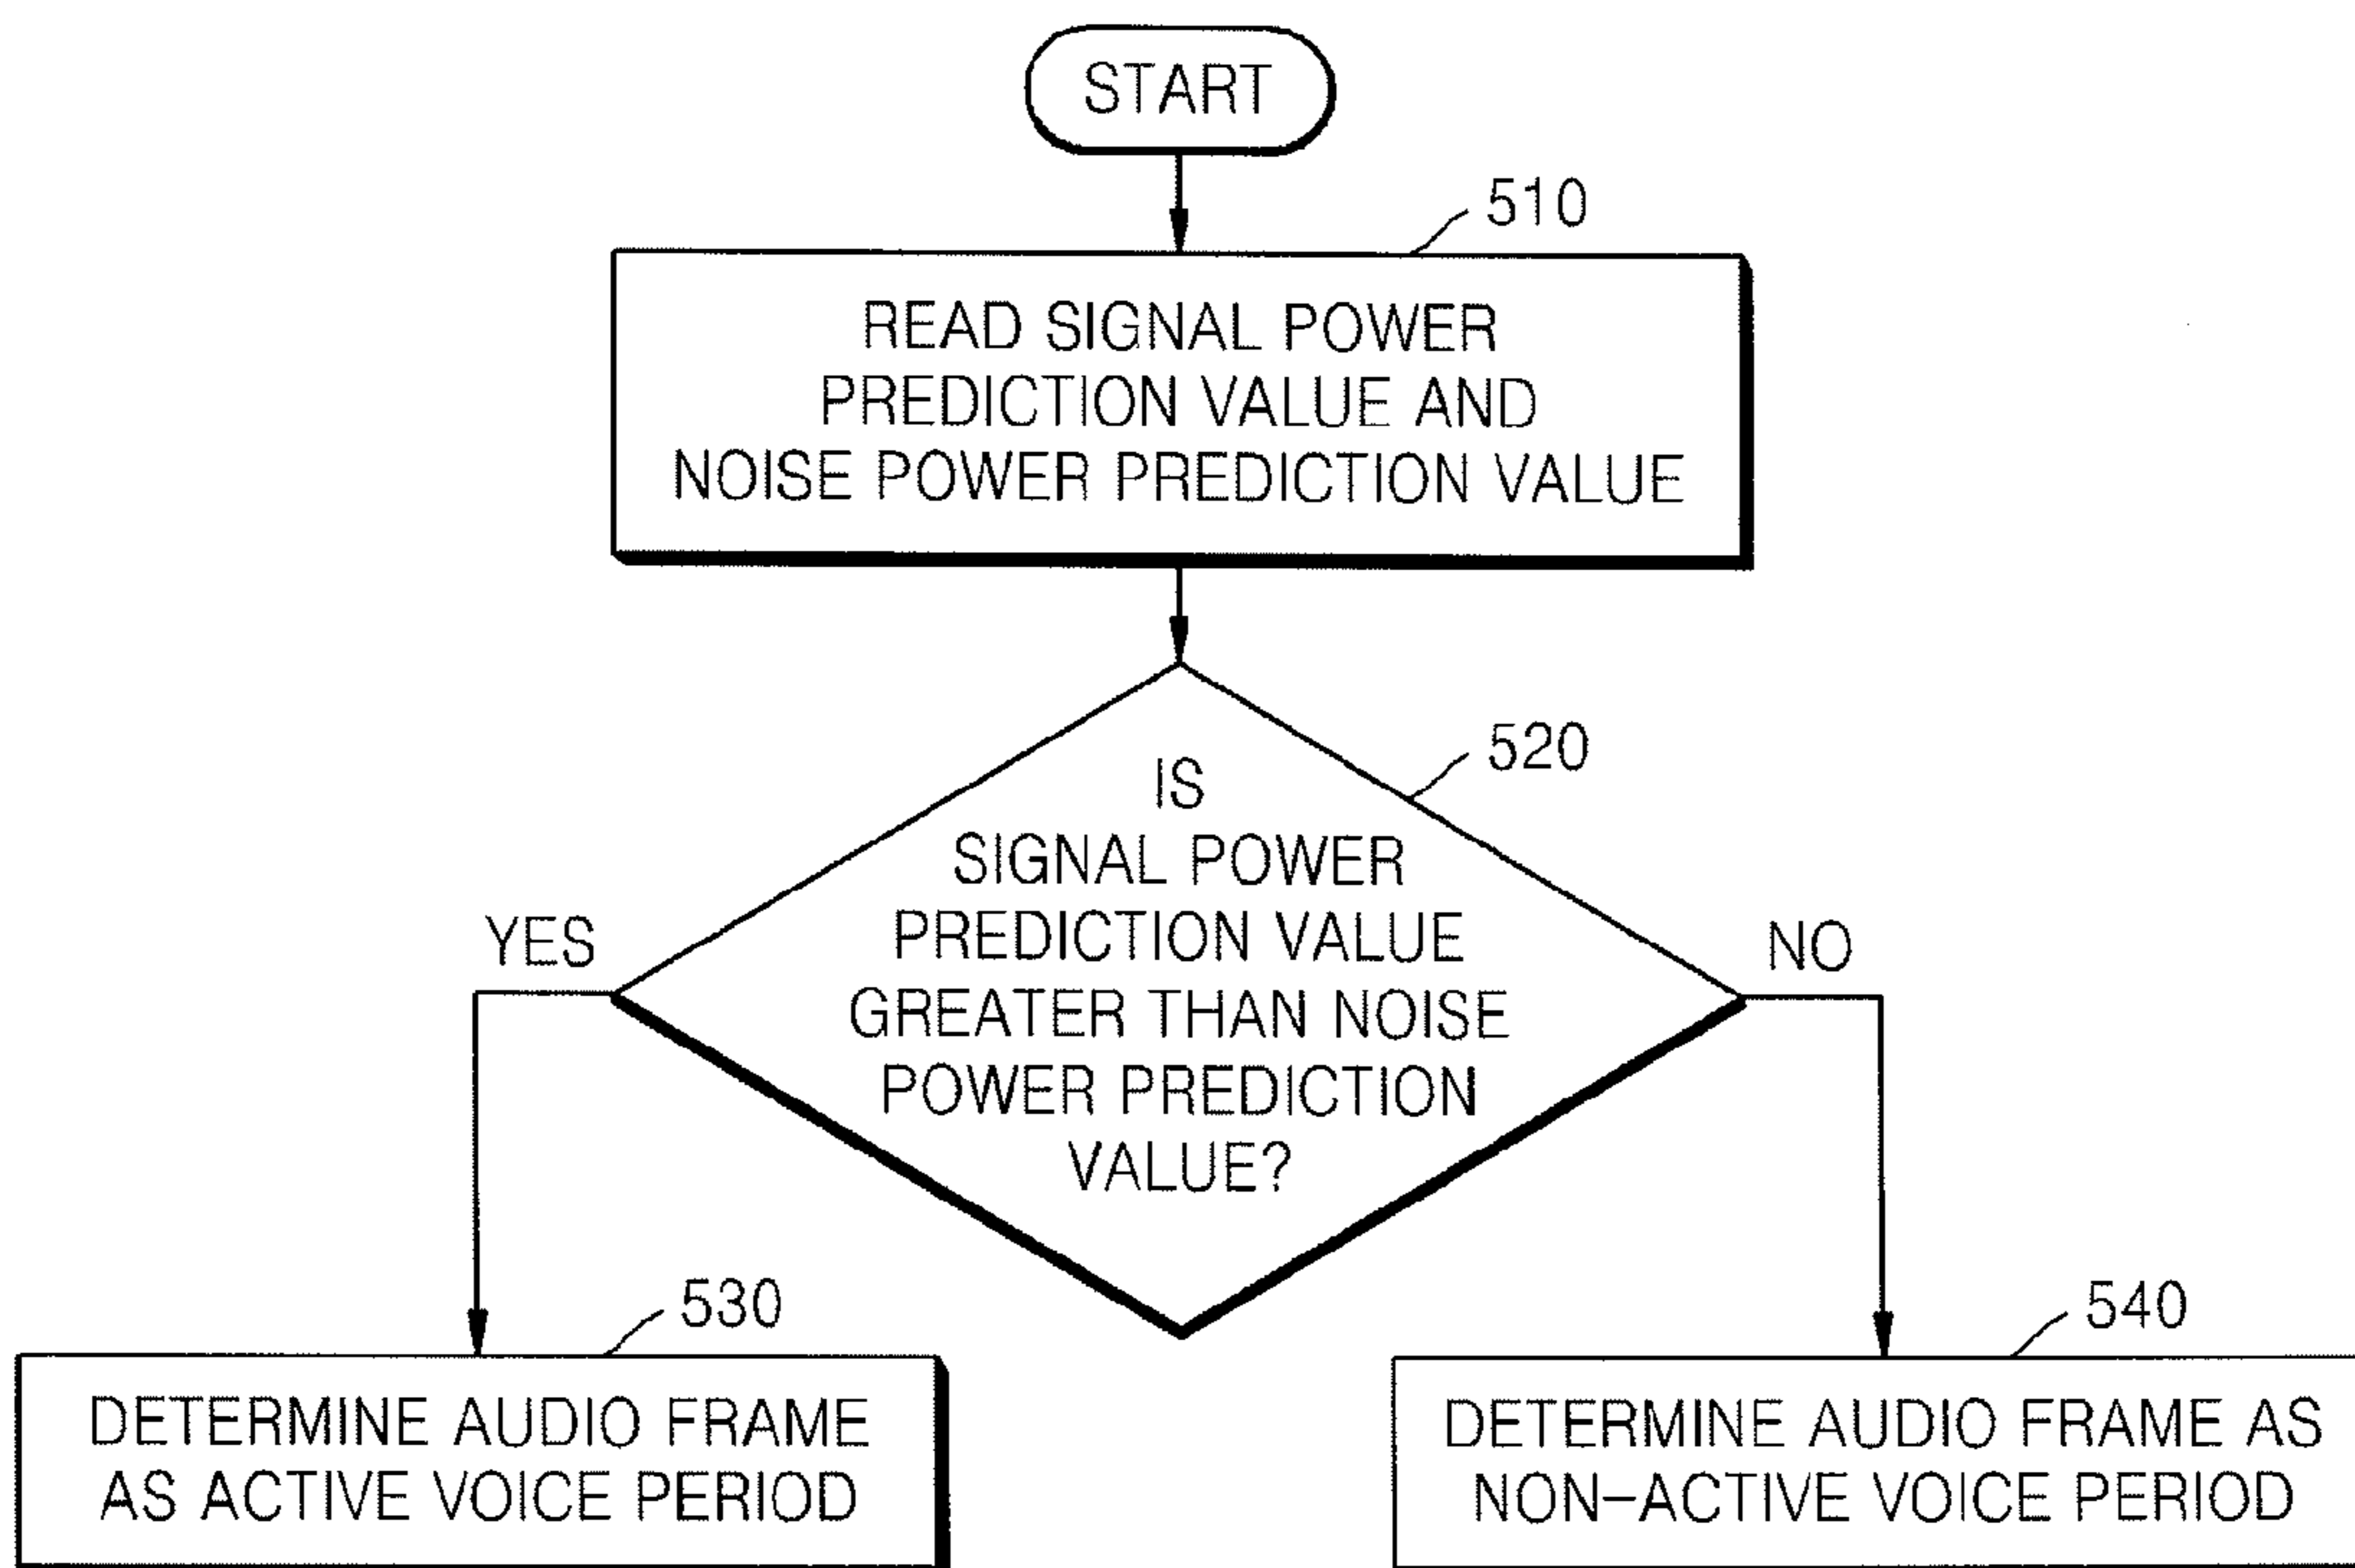 START
510
READ SIGNAL POWER
PREDICTION VALUE AND
NOISE POWER PREDICTION VALUE
520
IS
SIGNAL POWER
PREDICTION VALUE
GREATER THAN NOISE
POWER PREDICTION
VALUE?
YES
NO
530
DETERMINE AUDIO FRAME
AS ACTIVE VOICE PERIOD
540
DETERMINE AUDIO FRAME AS
NON-ACTIVE VOICE PERIOD